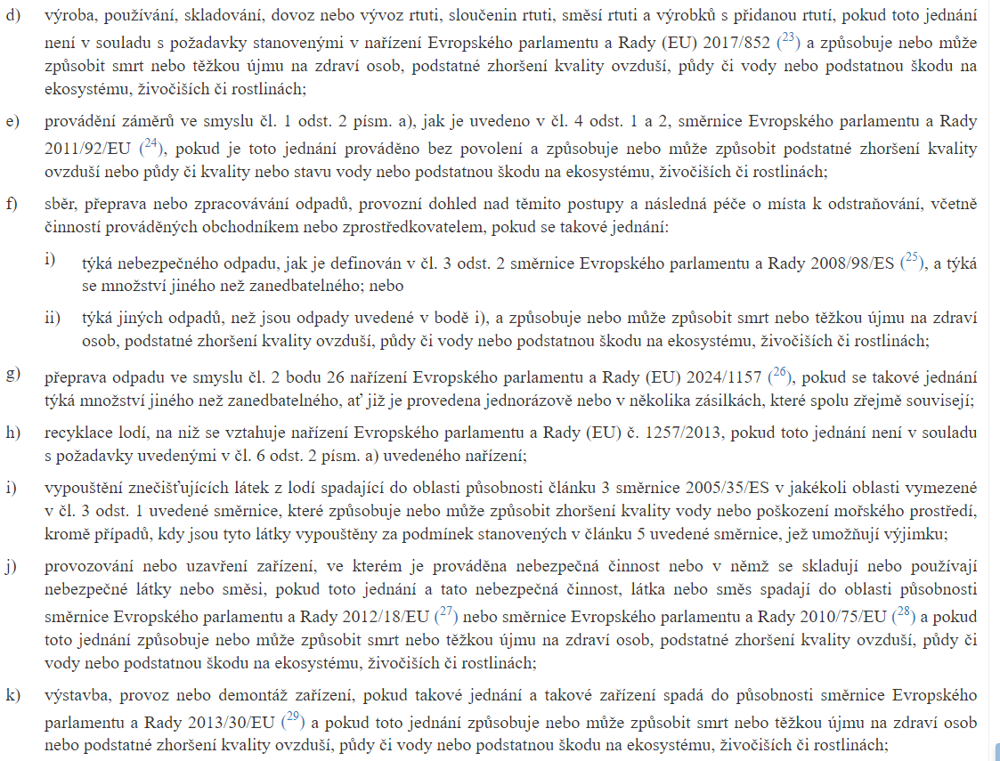 d) výroba, používání, skladování, dovoz nebo vývoz rtuti, sloučenin rtuti, směsí rtuti a výrobků s přidanou rtutí, pokud toto jednání
není v souladu s požadavky stanovenými v nařízení Evropského parlamentu a Rady (EU) 2017/852 (23) a způsobuje nebo může
způsobit smrt nebo těžkou újmu na zdraví osob, podstatné zhoršení kvality ovzduší, půdy či vody nebo podstatnou škodu na
ekosystému, živočiších či rostlinách;
e) provádění záměrů ve smyslu čl. 1 odst. 2 písm. a), jak je uvedeno v čl. 4 odst. 1 a 2, směrnice Evropského parlamentu a Rady
2011/92/EU (24), pokud je toto jednání prováděno bez povolení a způsobuje nebo může způsobit podstatné zhoršení kvality
ovzduší nebo půdy či kvality nebo stavu vody nebo podstatnou škodu na ekosystému, živočiších či rostlinách;
f) sběr, přeprava nebo zpracovávání odpadů, provozní dohled nad těmito postupy a následná péče o místa k odstraňování, včetně
činností prováděných obchodníkem nebo zprostředkovatelem, pokud se takové jednání:
i) týká nebezpečného odpadu, jak je definován v čl. 3 odst. 2 směrnice Evropského parlamentu a Rady 2008/98/ES (25), a týká
se množství jiného než zanedbatelného; nebo
ii) týká jiných odpadů, než jsou odpady uvedené v bodě i), a způsobuje nebo může způsobit smrt nebo těžkou újmu na zdraví
osob, podstatné zhoršení kvality ovzduší, půdy či vody nebo podstatnou škodu na ekosystému, živočiších či rostlinách;
g) přeprava odpadu ve smyslu čl. 2 bodu 26 nařízení Evropského parlamentu a Rady (EU) 2024/1157 (26), pokud se takové jednání
týká množství jiného než zanedbatelného, ať již je provedena jednorázově nebo v několika zásilkách, které spolu zřejmě souvisejí;
h) recyklace lodí, na niž se vztahuje nařízení Evropského parlamentu a Rady (EU) č. 1257/2013, pokud toto jednání není v souladu
s požadavky uvedenými v čl. 6 odst. 2 písm. a) uvedeného nařízení;
i) vypouštění znečišťujících látek z lodí spadající do oblasti působnosti článku 3 směrnice 2005/35/ES v jakékoli oblasti vymezené
v čl. 3 odst. 1 uvedené směrnice, které způsobuje nebo může způsobit zhoršení kvality vody nebo poškození mořského prostředí,
kromě případů, kdy jsou tyto látky vypouštěny za podmínek stanovených v článku 5 uvedené směrnice, jež umožňují výjimku;
j) provozování nebo uzavření zařízení, ve kterém je prováděna nebezpečná činnost nebo v němž se skladují nebo používají
nebezpečné látky nebo směsi, pokud toto jednání a tato nebezpečná činnost, látka nebo směs spadají do oblasti působnosti
směrnice Evropského parlamentu a Rady 2012/18/EU (27) nebo směrnice Evropského parlamentu a Rady 2010/75/EU (28) a pokud
toto jednání způsobuje nebo může způsobit smrt nebo těžkou újmu na zdraví osob, podstatné zhoršení kvality ovzduší, půdy či
vody nebo podstatnou škodu na ekosystému, živočiších či rostlinách;
k) výstavba, provoz nebo demontáž zařízení, pokud takové jednání a takové zařízení spadá do působnosti směrnice Evropského
parlamentu a Rady 2013/30/EU (29) a pokud toto jednání způsobuje nebo může způsobit smrt nebo těžkou újmu na zdraví osob
nebo podstatné zhoršení kvality ovzduší, půdy či vody nebo podstatnou škodu na ekosystému, živočiších či rostlinách;